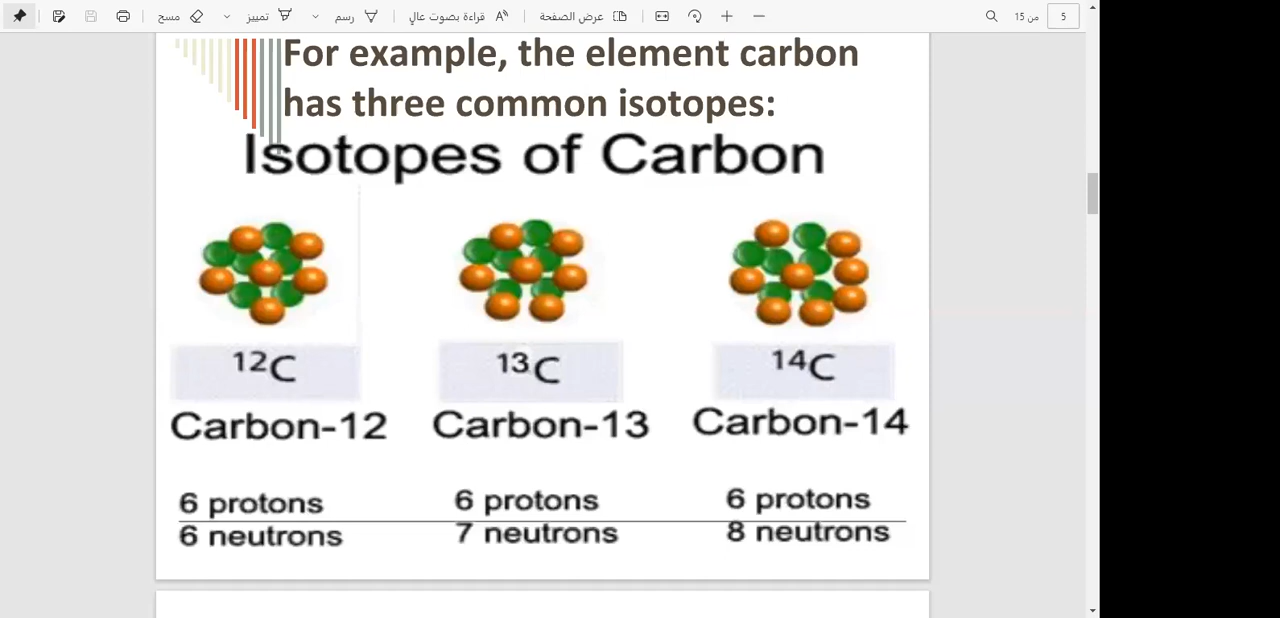 مسح
تمييز
رسم
قراءة بصوت عالٍ
عرض الصفحة
من 15
5
For example, the element carbon
has three common isotopes:
Isotopes of Carbon
¹²C
¹³C
¹⁴C
Carbon-12
Carbon-13
Carbon-14
6 protons
6 protons
6 protons
6 neutrons
7 neutrons
8 neutrons